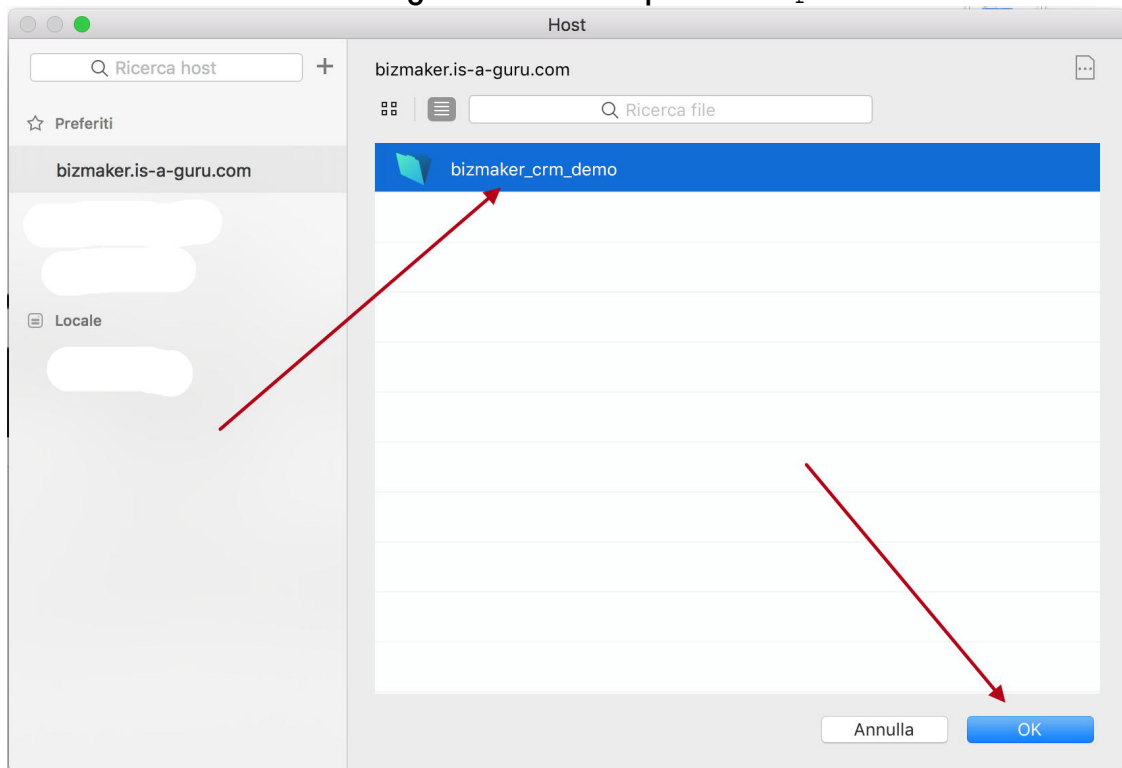 Host
Ricerca host
+
bizmaker.is-a-guru.com
Ricerca file
Preferiti
bizmaker.is-a-guru.com
bizmaker_crm_demo
Locale
Annulla
OK